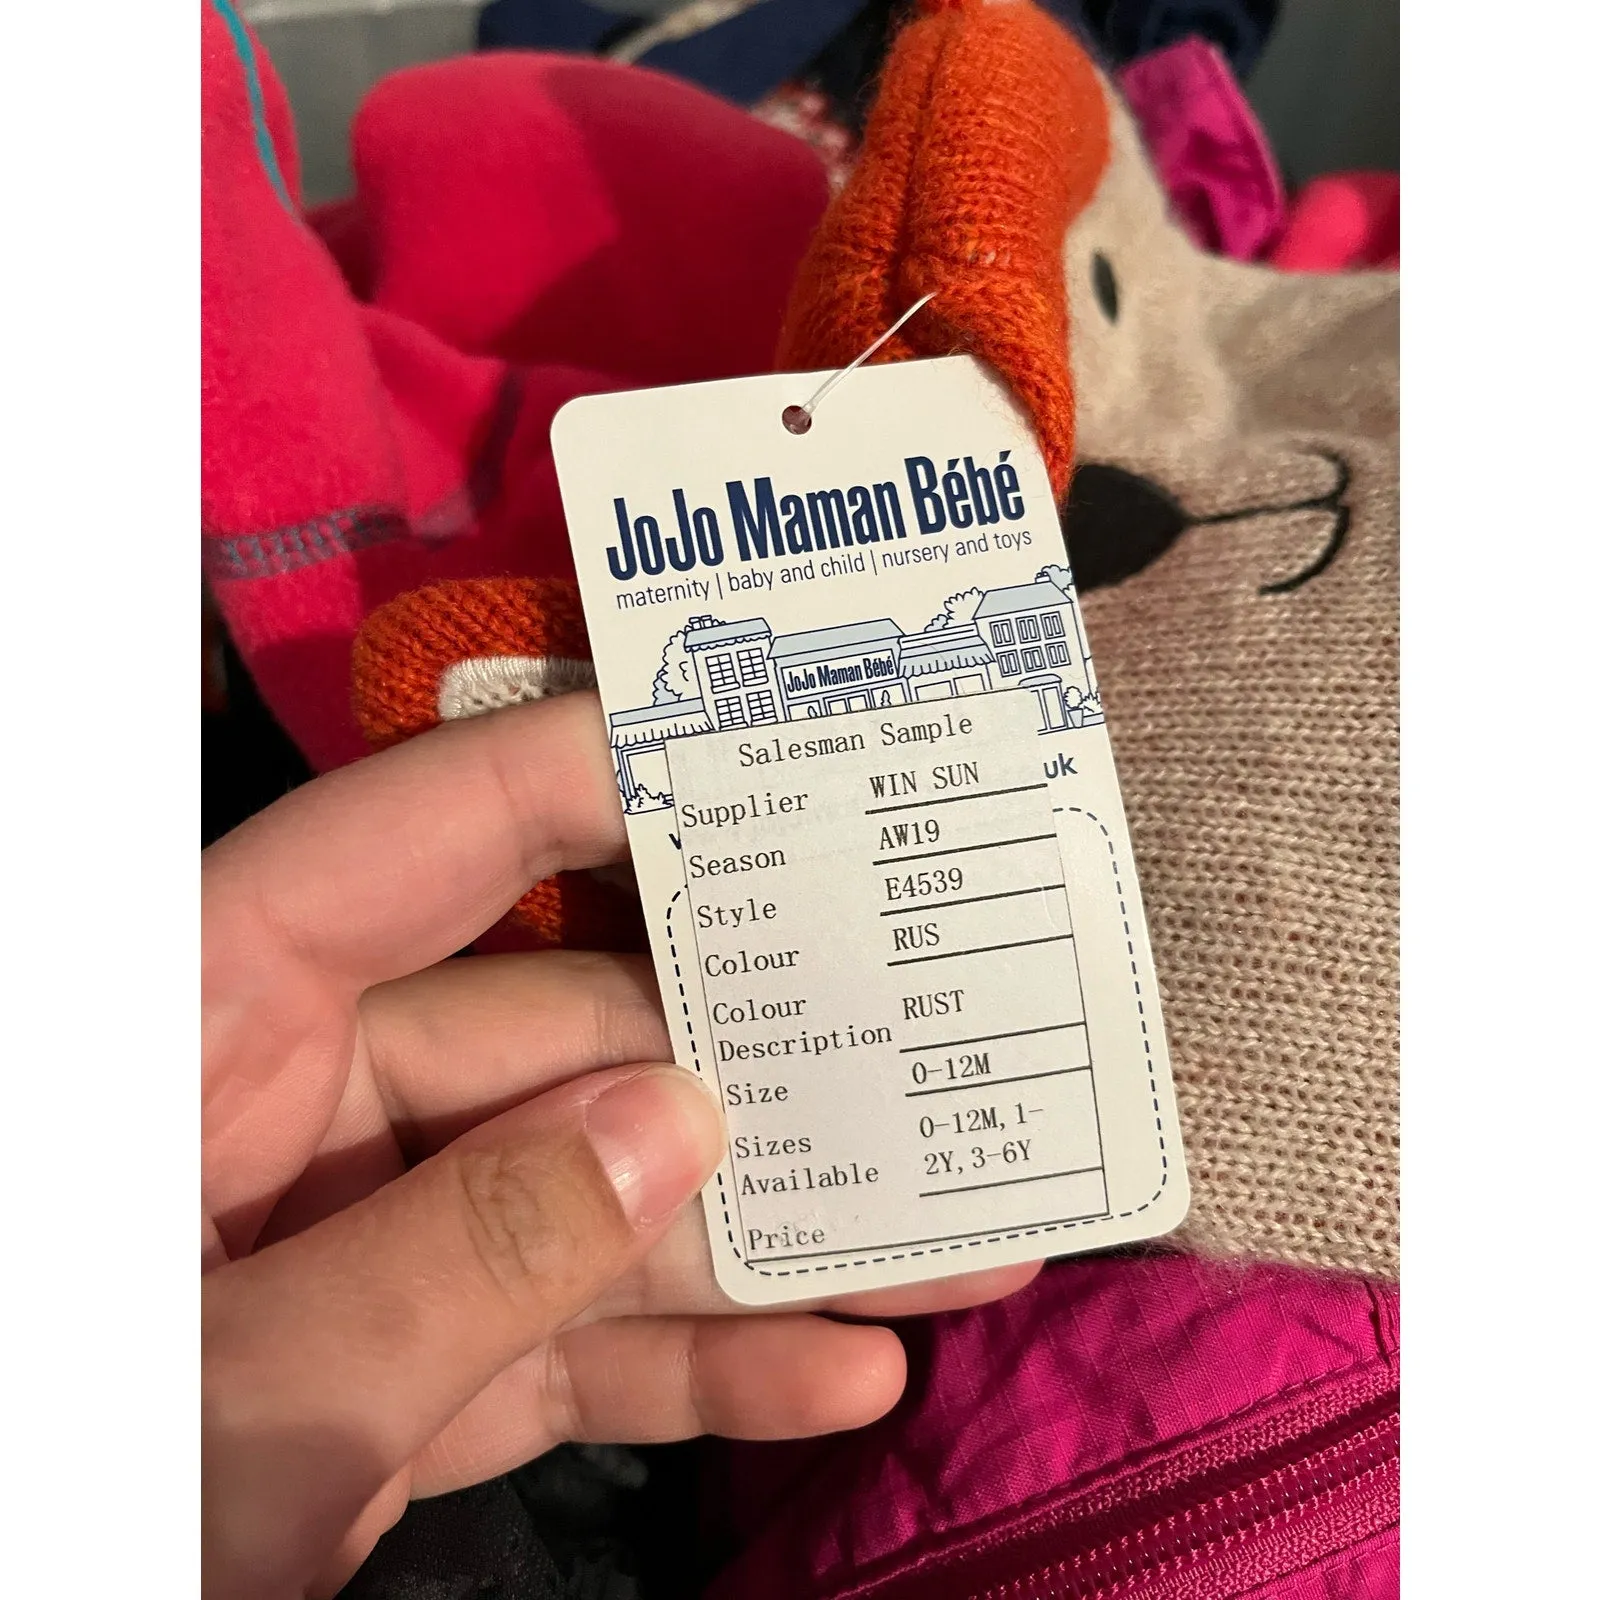 JoJo Maman Bébé
maternity | baby and child | nursery and toys
JoJo Maman Bébé
Salesman Sample
uk
Supplier WIN SUN
Season AW19
Style E4539
Colour RUS
Colour
Description RUST
Size 0-12M
Sizes 0-12M, 1-
Available 2Y, 3-6Y
Price